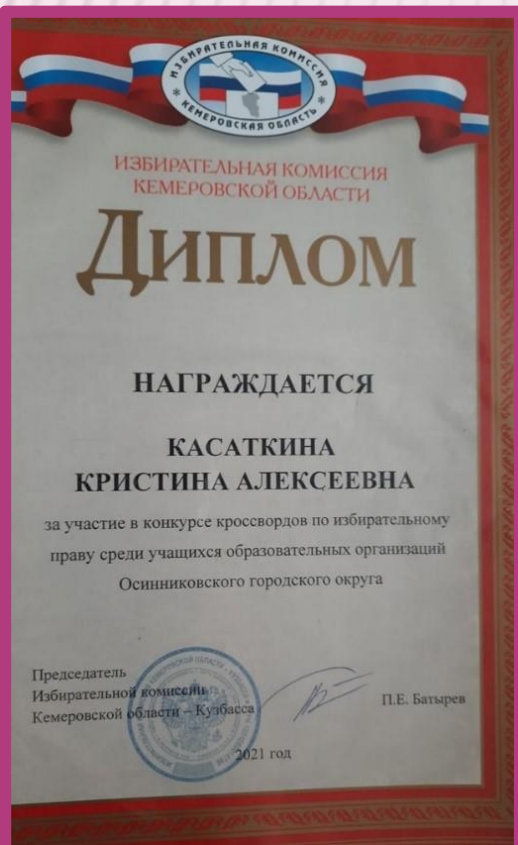 ИЗБИРАТЕЛЬНАЯ КОМИССИЯ
КЕМЕРОВСКАЯ ОБЛАСТЬ
ИЗБИРАТЕЛЬНАЯ КОМИССИЯ
КЕМЕРОВСКОЙ ОБЛАСТИ
ДИПЛОМ
НАГРАЖДАЕТСЯ
КАСАТКИНА
КРИСТИНА АЛЕКСЕЕВНА
за участие в конкурсе кроссвордов по избирательному
праву среди учащихся образовательных организаций
Осинниковского городского округа
Председатель
Избирательной комиссии
Кемеровской области – Кузбасса
П.Е. Батырев
2021 год